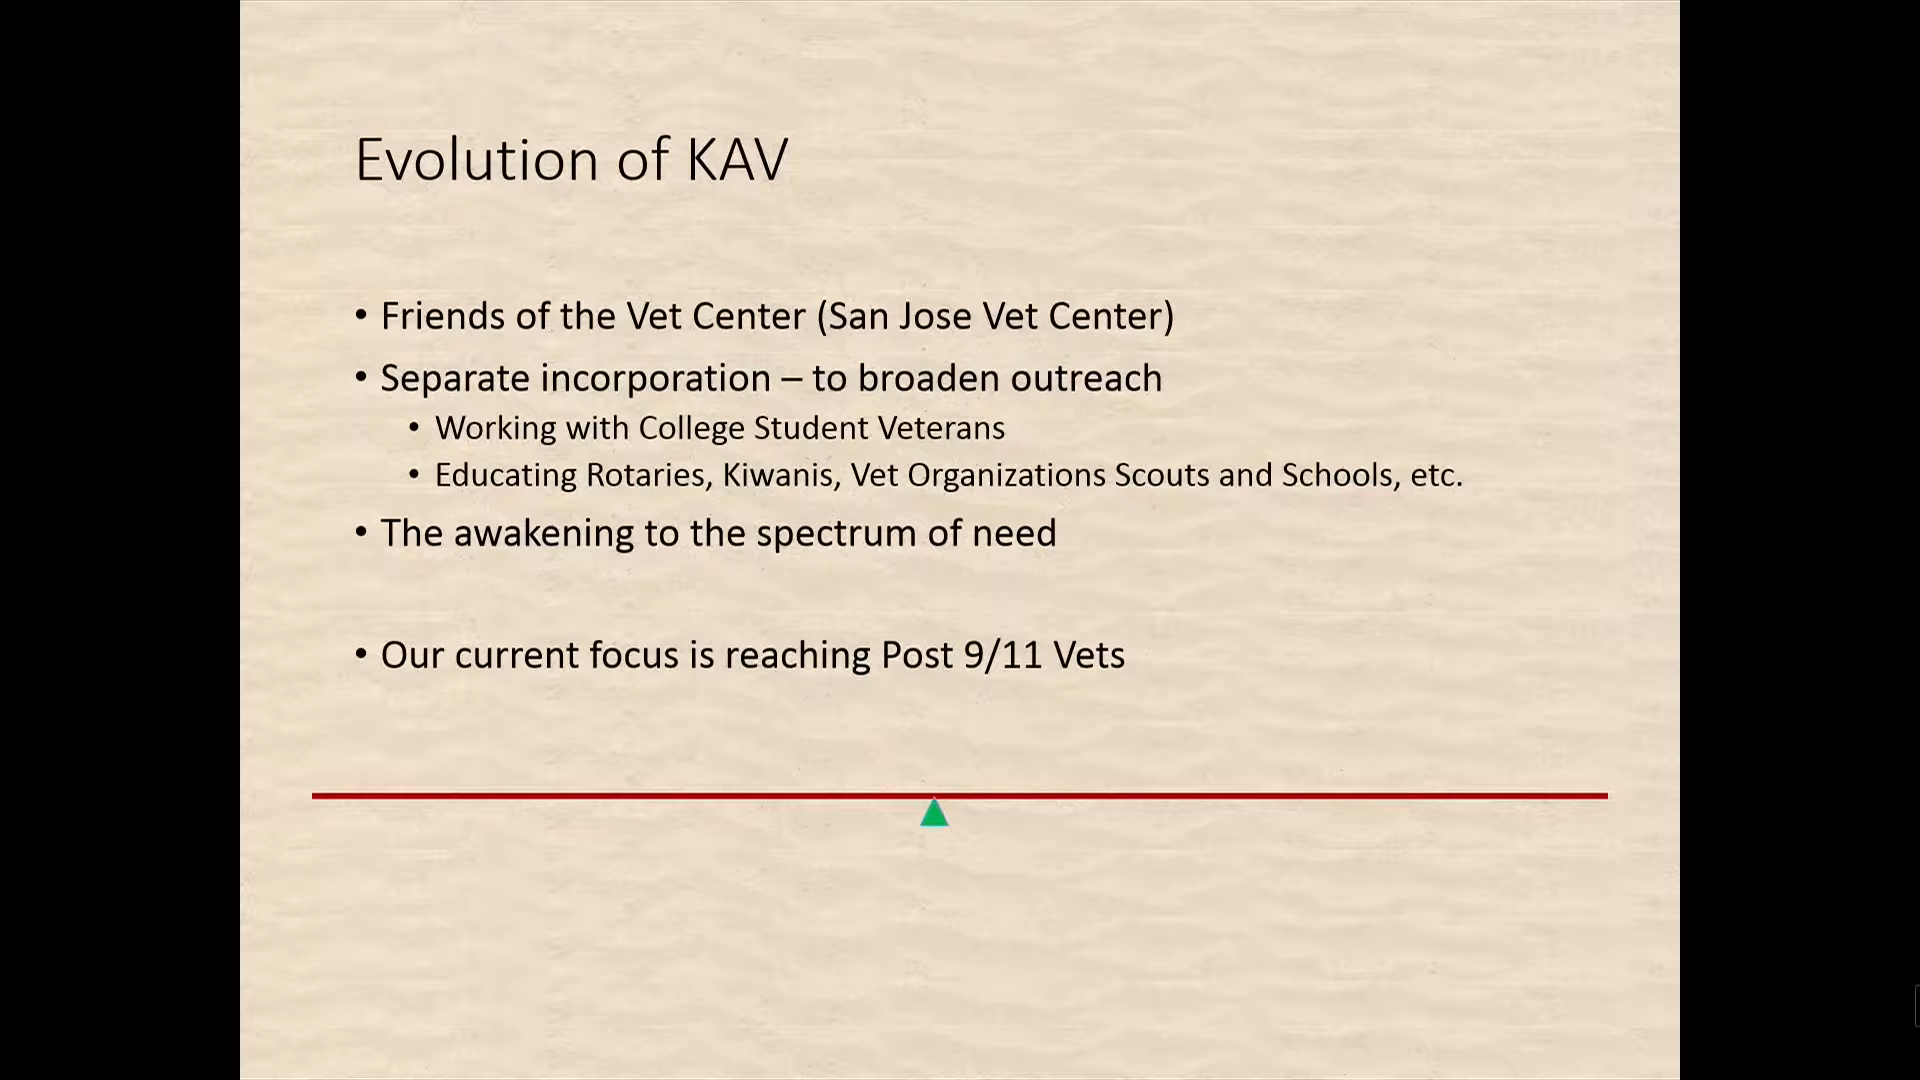 Evolution of KAV
• Friends of the Vet Center (San Jose Vet Center)
• Separate incorporation – to broaden outreach
• Working with College Student Veterans
• Educating Rotaries, Kiwanis, Vet Organizations Scouts and Schools, etc.
• The awakening to the spectrum of need
• Our current focus is reaching Post 9/11 Vets